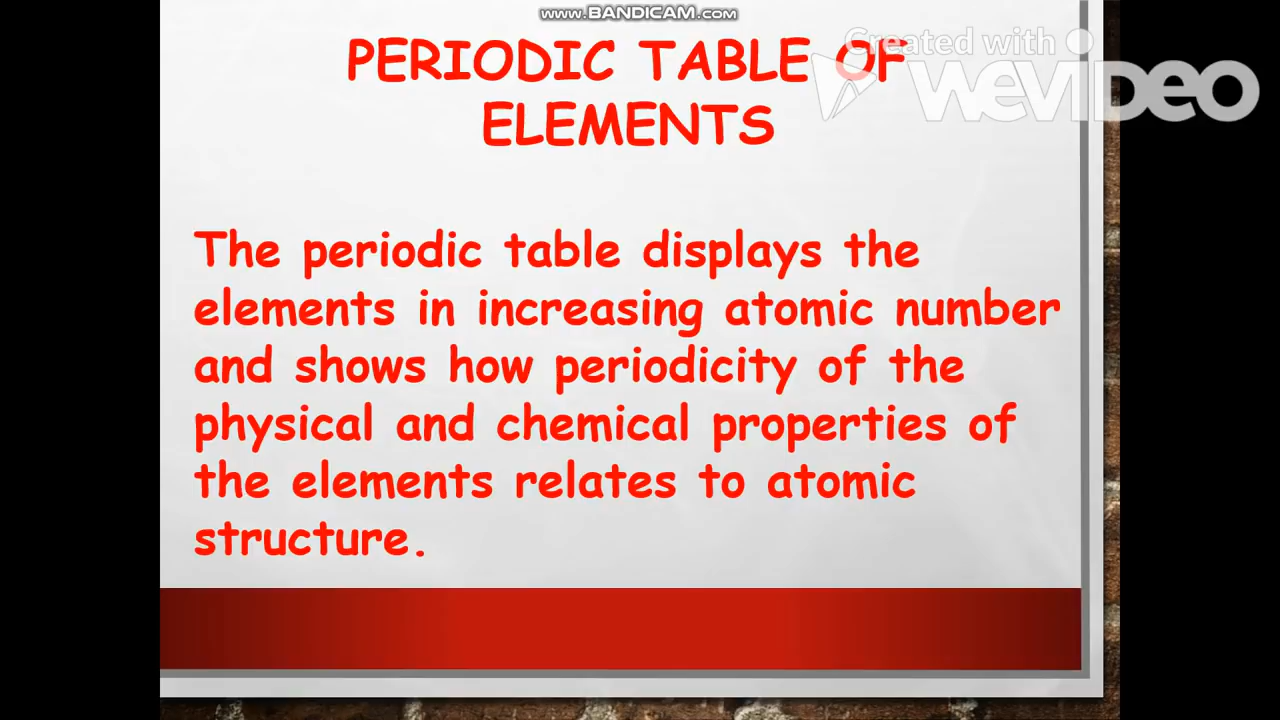 www.BANDICAM.com
Created with
WEVIDEO
PERIODIC TABLE OF
ELEMENTS
The periodic table displays the
elements in increasing atomic number
and shows how periodicity of the
physical and chemical properties of
the elements relates to atomic
structure.